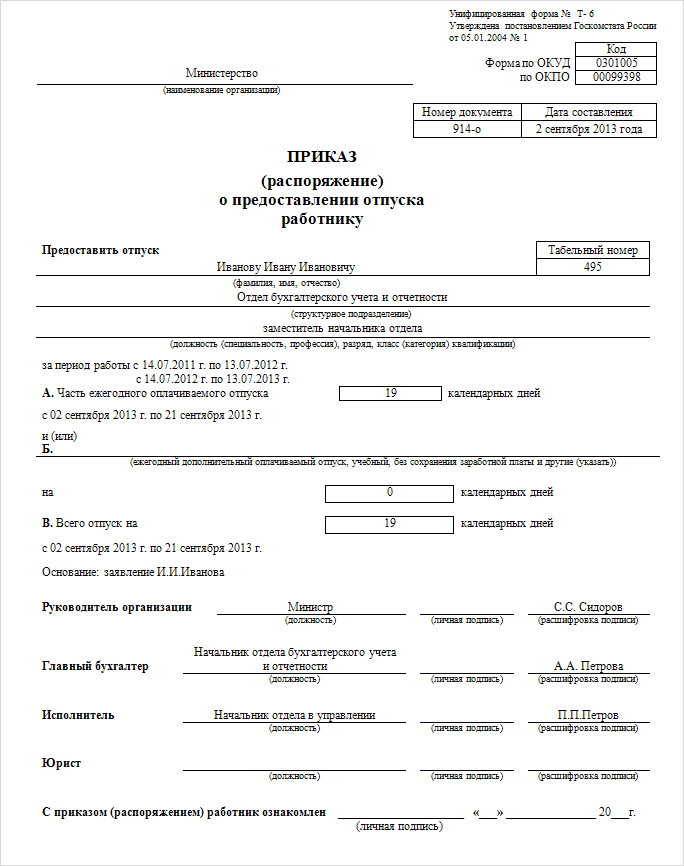 Унифицированная форма № Т- 6
Утверждена постановлением Госкомстата России
от 05.01.2004 № 1
Код
Форма по ОКУД 0301005
Министерство по ОКПО 00099398
(наименование организации)
Номер документа Дата составления
914-о 2 сентября 2013 года
ПРИКАЗ
(распоряжение)
о предоставлении отпуска
работнику
Предоставить отпуск Табельный номер
Иванову Ивану Ивановичу 495
(фамилия, имя, отчество)
Отдел бухгалтерского учета и отчетности
(структурное подразделение)
заместитель начальника отдела
(должность (специальность, профессия), разряд, класс (категория) квалификации)
за период работы с 14.07.2011 г. по 13.07.2012 г.
с 14.07.2012 г. по 13.07.2013 г.
А. Часть ежегодного оплачиваемого отпуска 19 календарных дней
с 02 сентября 2013 г. по 21 сентября 2013 г.
и (или)
Б.
(ежегодный дополнительный оплачиваемый отпуск, учебный, без сохранения заработной платы и другие (указать))
на 0 календарных дней
В. Всего отпуск на 19 календарных дней
с 02 сентября 2013 г. по 21 сентября 2013 г.
Основание: заявление И.И.Иванова
Руководитель организации Министр С.С. Сидоров
(должность) (личная подпись) (расшифровка подписи)
Начальник отдела бухгалтерского учета
Главный бухгалтер и отчетности А.А. Петрова
(должность) (личная подпись) (расшифровка подписи)
Исполнитель Начальник отдела в управлении П.П.Петров
(должность) (личная подпись) (расшифровка подписи)
Юрист
(должность) (личная подпись) (расшифровка подписи)
С приказом (распоряжением) работник ознакомлен ____________________ «___» ______________ 20___г.
(личная подпись)